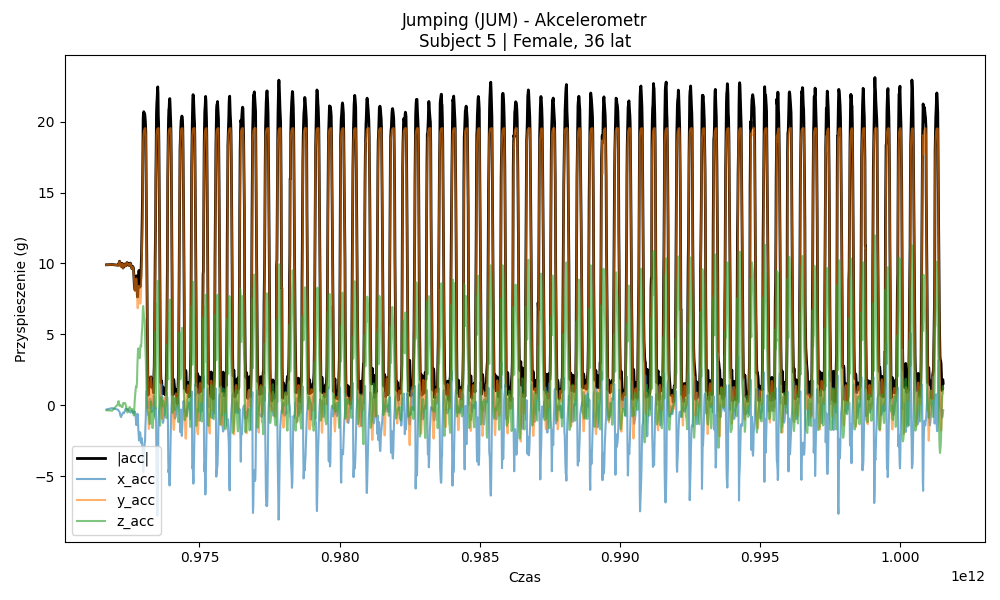 Jumping (JUM) - Akcelerometr
Subject 5 | Female, 36 lat
Przyspieszenie (g)
20
15
10
5
0
−5
|acc|
x_acc
y_acc
z_acc
0.975
0.980
0.985
0.990
0.995
1.000
1e12
Czas